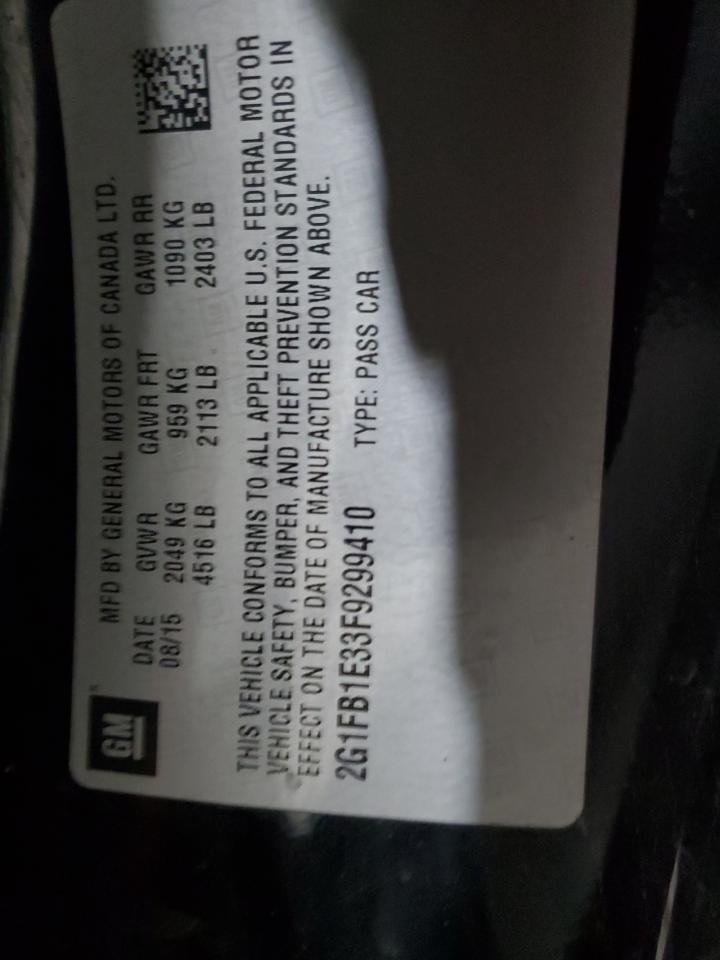 GM
MFD BY GENERAL MOTORS OF CANADA LTD.
DATE GVWR GAWR FRT GAWR RR
08/15 2049 KG 959 KG 1090 KG
4516 LB 2113 LB 2403 LB
THIS VEHICLE CONFORMS TO ALL APPLICABLE U.S. FEDERAL MOTOR
VEHICLE SAFETY, BUMPER, AND THEFT PREVENTION STANDARDS IN
EFFECT ON THE DATE OF MANUFACTURE SHOWN ABOVE.
2G1FB1E33F9299410 TYPE: PASS CAR